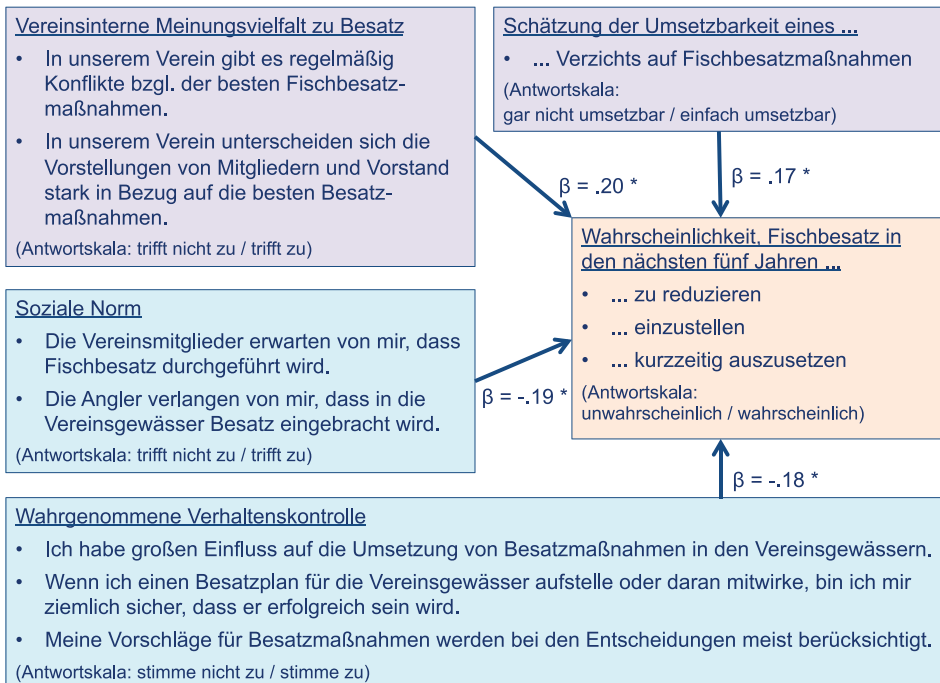 Vereinsinterne Meinungsvielfalt zu Besatz
• In unserem Verein gibt es regelmäßig
Konflikte bzgl. der besten Fischbesatz-
maßnahmen.
• In unserem Verein unterscheiden sich die
Vorstellungen von Mitgliedern und Vorstand
stark in Bezug auf die besten Besatz-
maßnahmen.
(Antwortskala: trifft nicht zu / trifft zu)
Schätzung der Umsetzbarkeit eines ...
• ... Verzichts auf Fischbesatzmaßnahmen
(Antwortskala:
gar nicht umsetzbar / einfach umsetzbar)
β = .20 *
β = .17 *
Wahrscheinlichkeit, Fischbesatz in
den nächsten fünf Jahren ...
• ... zu reduzieren
• ... einzustellen
• ... kurzzeitig auszusetzen
(Antwortskala:
unwahrscheinlich / wahrscheinlich)
Soziale Norm
• Die Vereinsmitglieder erwarten von mir, dass
Fischbesatz durchgeführt wird.
• Die Angler verlangen von mir, dass in die
Vereinsgewässer Besatz eingebracht wird.
(Antwortskala: trifft nicht zu / trifft zu)
β = -.19 *
β = -.18 *
Wahrgenommene Verhaltenskontrolle
• Ich habe großen Einfluss auf die Umsetzung von Besatzmaßnahmen in den Vereinsgewässern.
• Wenn ich einen Besatzplan für die Vereinsgewässer aufstelle oder daran mitwirke, bin ich mir
ziemlich sicher, dass er erfolgreich sein wird.
• Meine Vorschläge für Besatzmaßnahmen werden bei den Entscheidungen meist berücksichtigt.
(Antwortskala: stimme nicht zu / stimme zu)